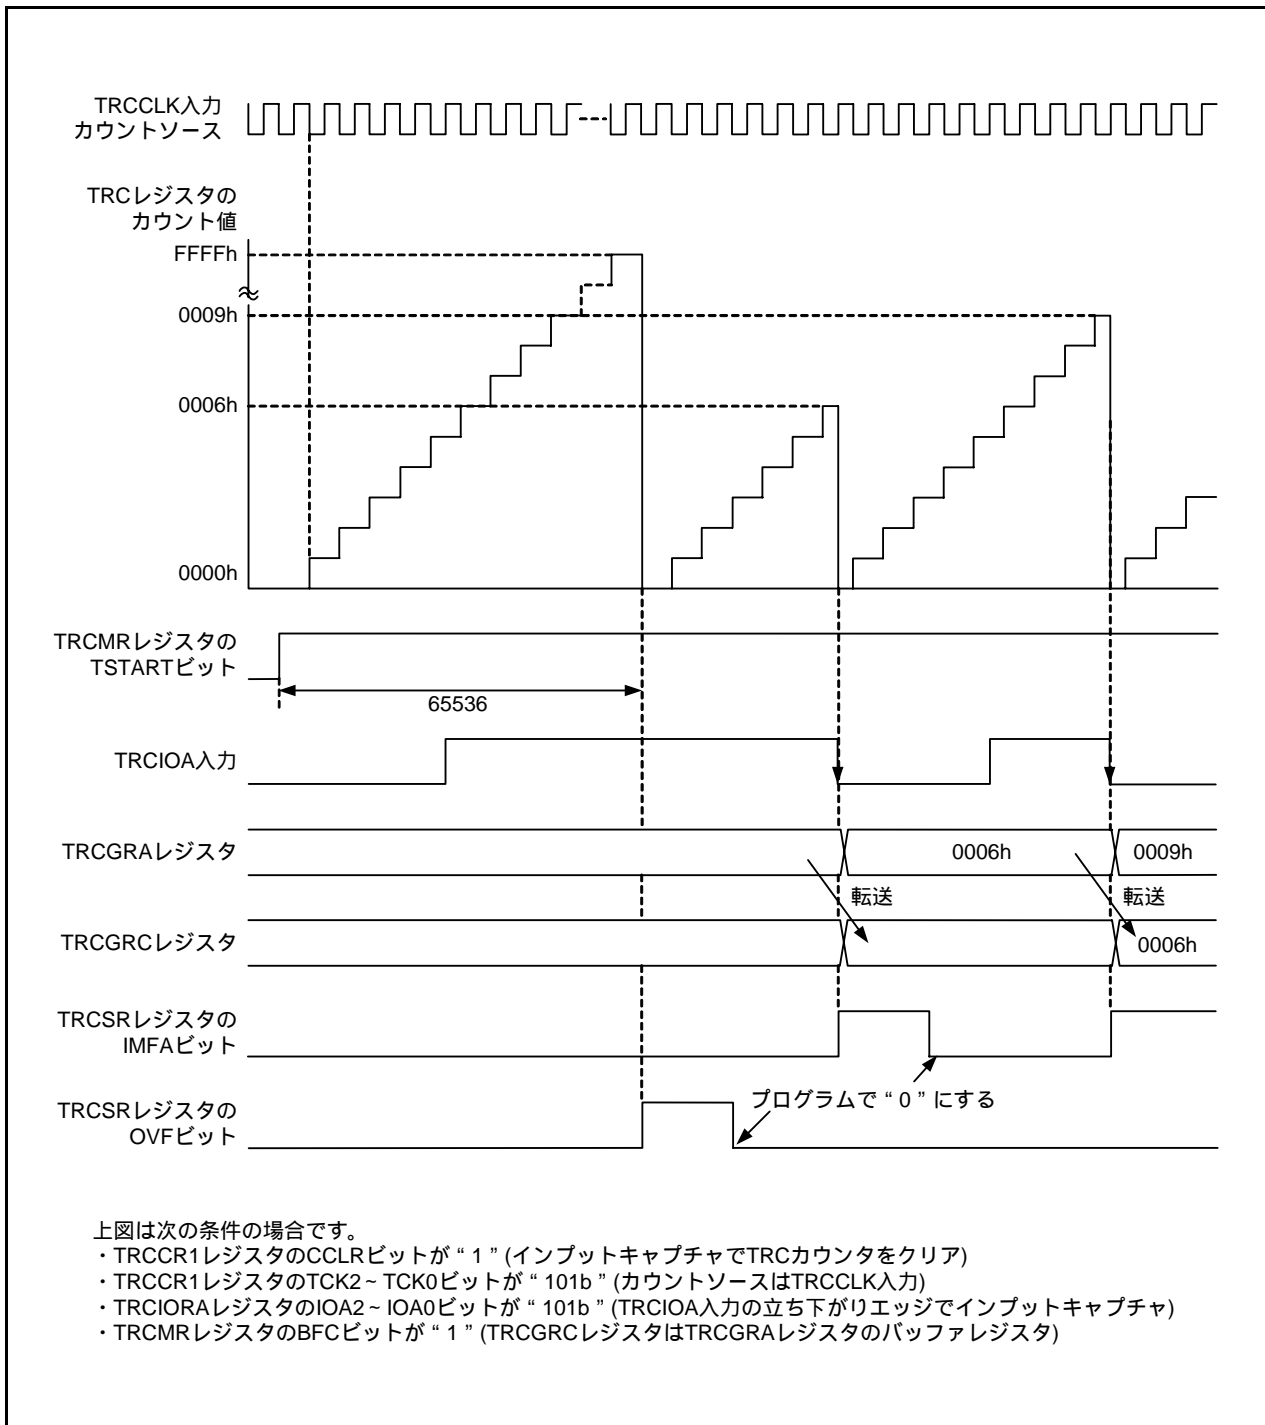 TRCCLK入力
カウントソース
TRCレジスタの
カウント値
FFFFh
0009h
0006h
0000h
TRCMRレジスタの
TSTARTビット
65536
TRCIOA入力
TRCGRAレジスタ
0006h
0009h
転送
転送
TRCGRCレジスタ
0006h
TRCSRレジスタの
IMFAビット
プログラムで“0”にする
TRCSRレジスタの
OVFビット
上図は次の条件の場合です。
・TRCCR1レジスタのCCLRビットが“1”(インプットキャプチャでTRCカウンタをクリア)
・TRCCR1レジスタのTCK2~TCK0ビットが“101b”(カウントソースはTRCCLK入力)
・TRCIORAレジスタのIOA2~IOA0ビットが“101b”(TRCIOA入力の立ち下がりエッジでインプットキャプチャ)
・TRCMRレジスタのBFCビットが“1”(TRCGRCレジスタはTRCGRAレジスタのバッファレジスタ)